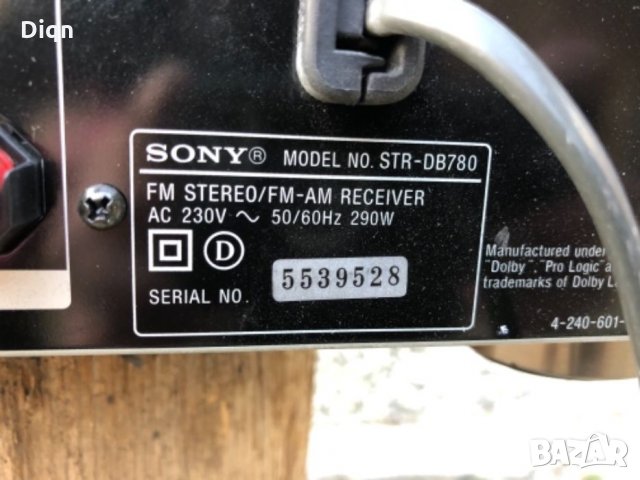 Diqn
SONY® MODEL NO. STR-DB780
FM STEREO/FM-AM RECEIVER
AC 230V ～ 50/60Hz 290W
D
SERIAL NO. 5539528
Manufactured under
"Dolby", "Pro Logic" a
trademarks of Dolby L
4-240-601-
BAZAR